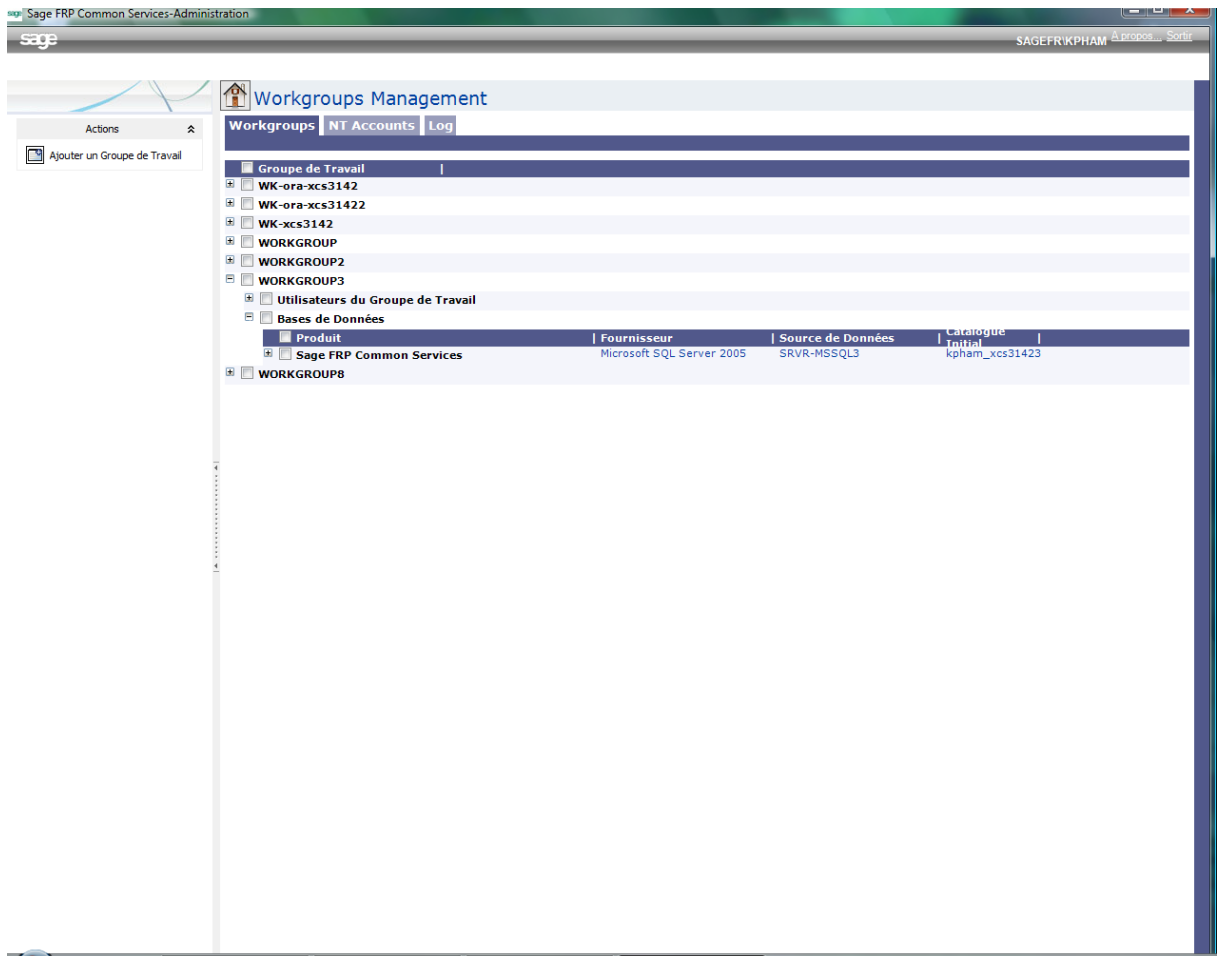 sage Sage FRP Common Services-Administration
sage
SAGEFR\KPHAM A propos... Sortir
Workgroups Management
Actions
Workgroups NT Accounts Log
Ajouter un Groupe de Travail
Groupe de Travail |
WK-ora-xcs3142
WK-ora-xcs31422
WK-xcs3142
WORKGROUP
WORKGROUP2
WORKGROUP3
Utilisateurs du Groupe de Travail
Bases de Données
Produit | Fournisseur | Source de Données | Catalogue Initial |
Sage FRP Common Services Microsoft SQL Server 2005 SRVR-MSSQL3 kpham_xcs31423
WORKGROUP8